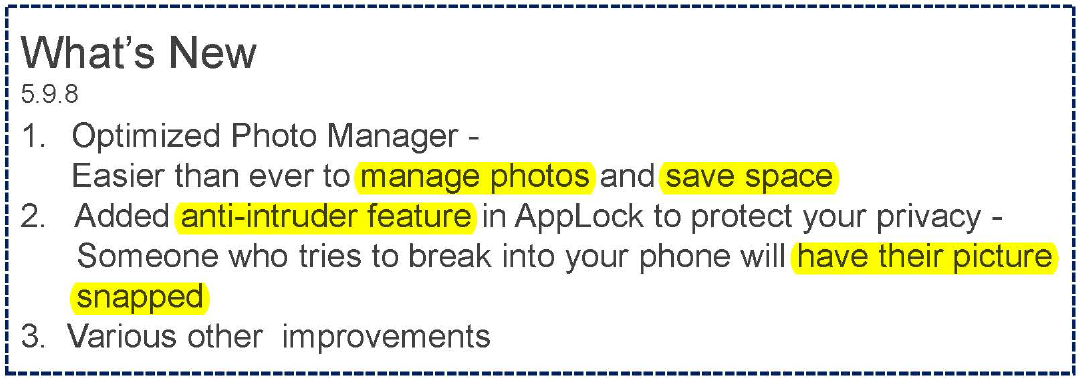 What's New
5.9.8
1. Optimized Photo Manager -
Easier than ever to manage photos and save space
2. Added anti-intruder feature in AppLock to protect your privacy -
Someone who tries to break into your phone will have their picture
snapped
3. Various other improvements